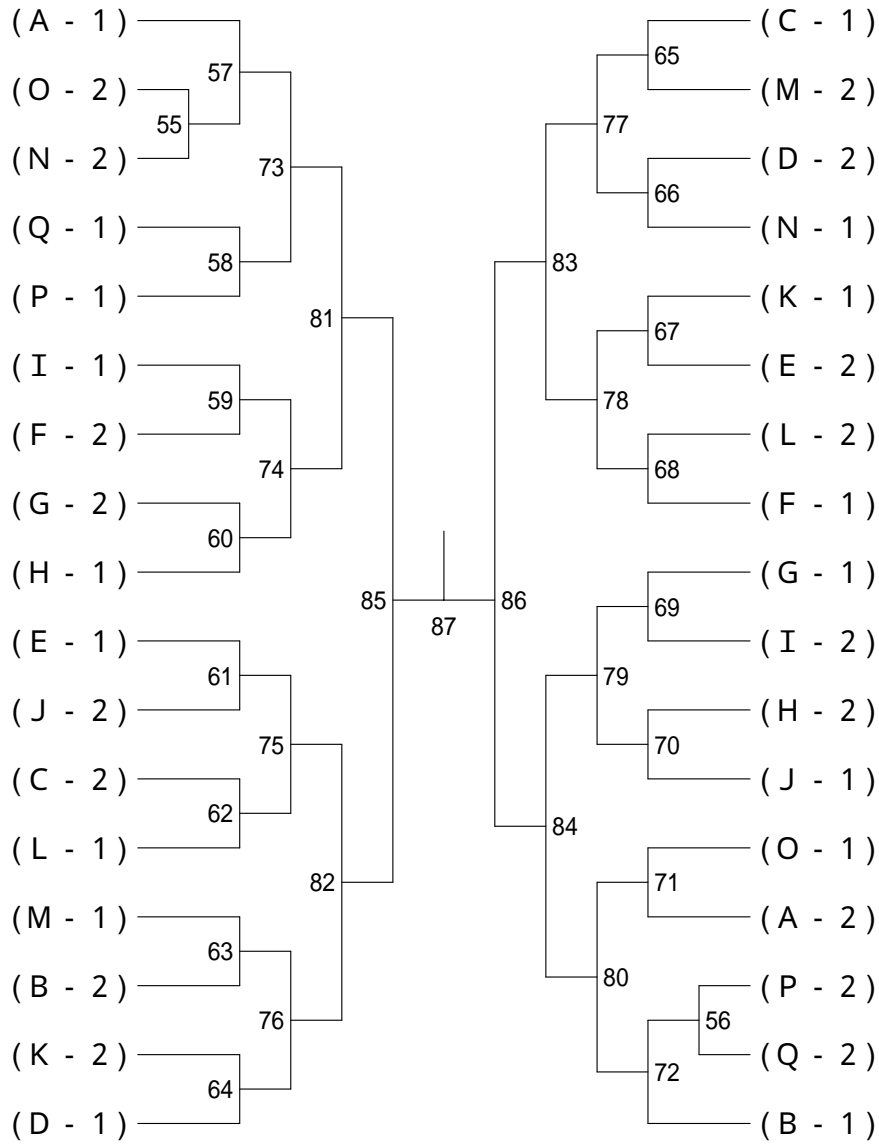 (A - 1) (C - 1)
65
57
(O - 2) (M - 2)
55 77
(N - 2) (D - 2)
73
66
(Q - 1) (N - 1)
58 83
(P - 1) (K - 1)
81
67
(I - 1) (E - 2)
59 78
(F - 2) (L - 2)
74 68
(G - 2) (F - 1)
60
(H - 1) (G - 1)
85 86
69
87
(E - 1) (I - 2)
61 79
(J - 2) (H - 2)
75 70
(C - 2) (J - 1)
62
84
(L - 1) (O - 1)
82 71
(M - 1) (A - 2)
63
80
(B - 2) (P - 2)
76 56
(K - 2) (Q - 2)
72
64
(D - 1) (B - 1)